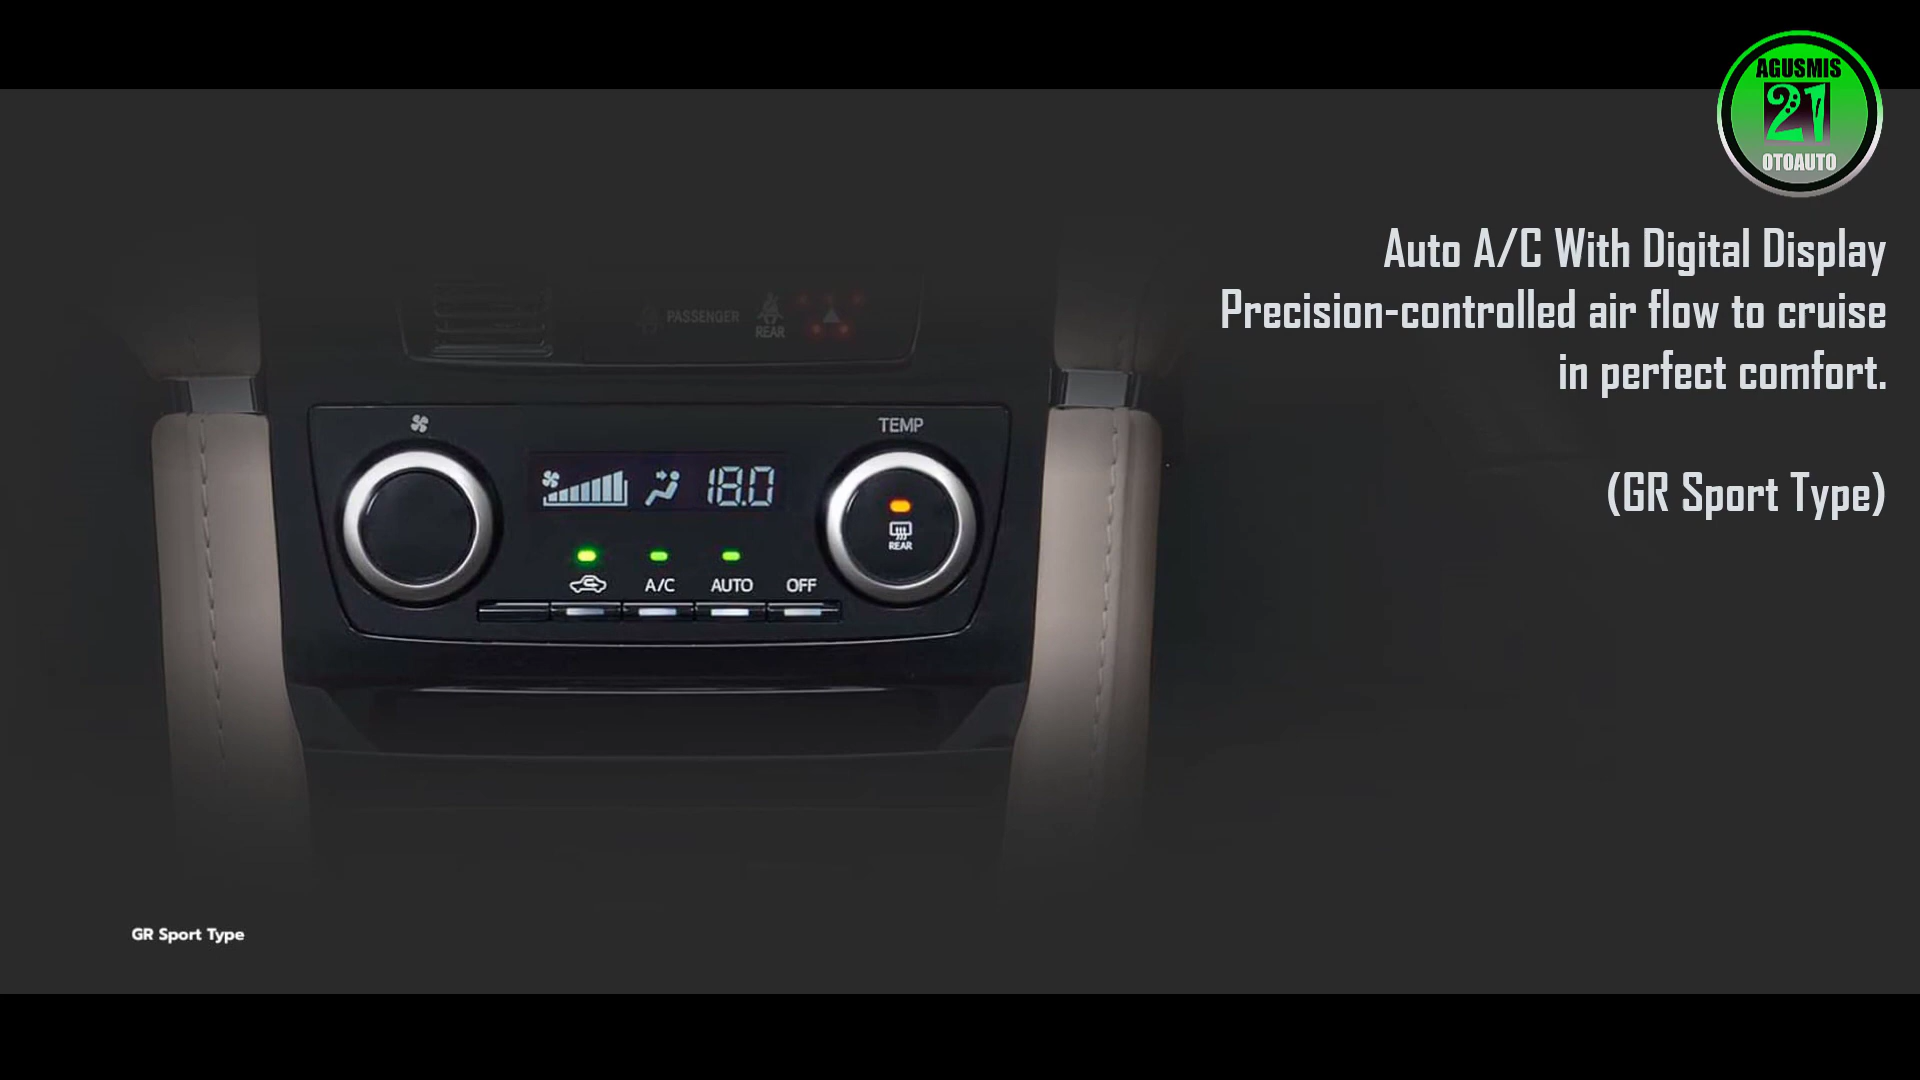 AGUSMIS
21
OTOAUTO
Auto A/C With Digital Display
Precision-controlled air flow to cruise
in perfect comfort.
(GR Sport Type)
PASSENGER
REAR
TEMP
18.0
REAR
A/C AUTO OFF
GR Sport Type